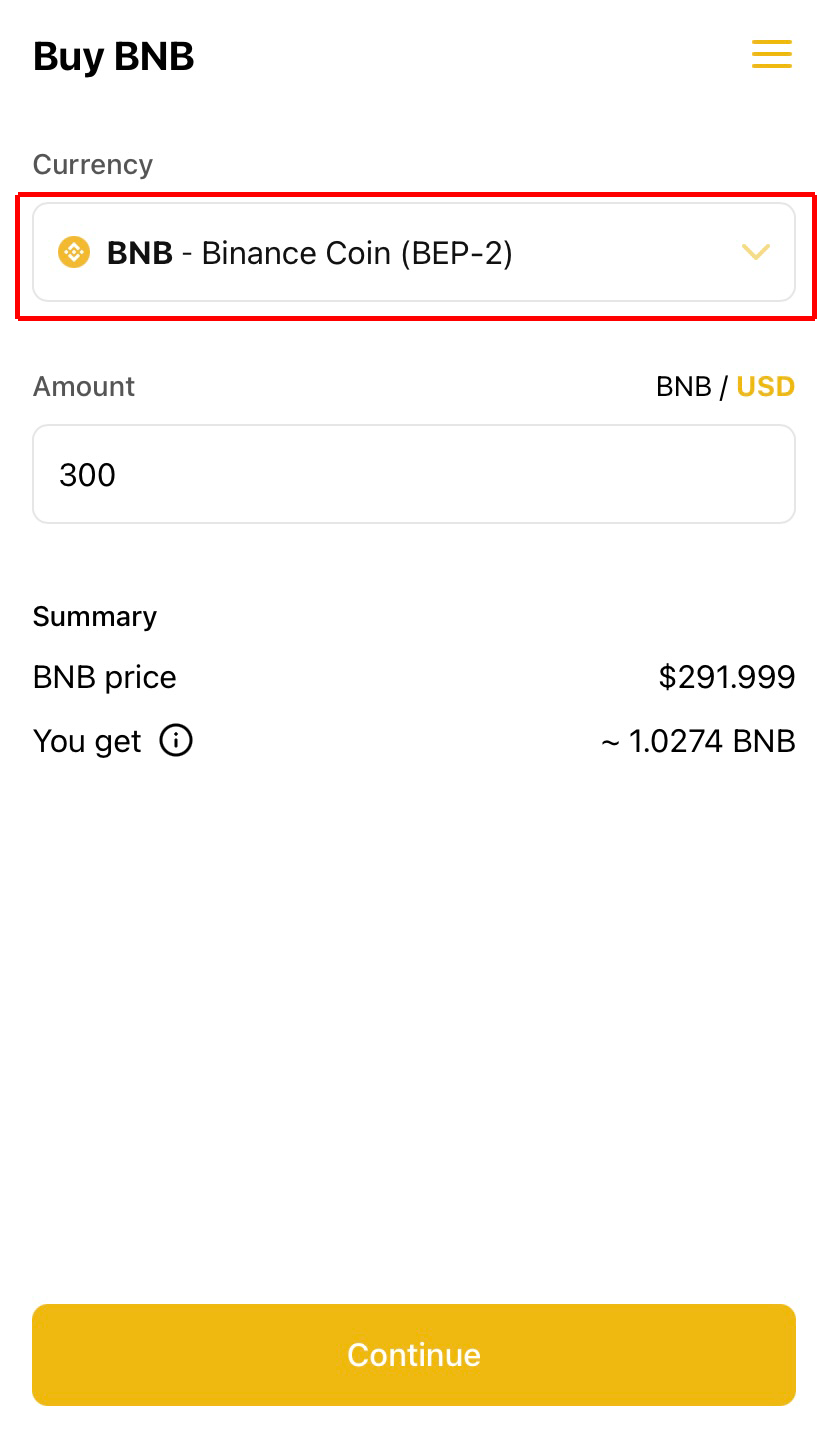 Buy BNB
Currency
BNB - Binance Coin (BEP-2)
Amount BNB / USD
300
Summary
BNB price $291.999
You get ~ 1.0274 BNB
Continue